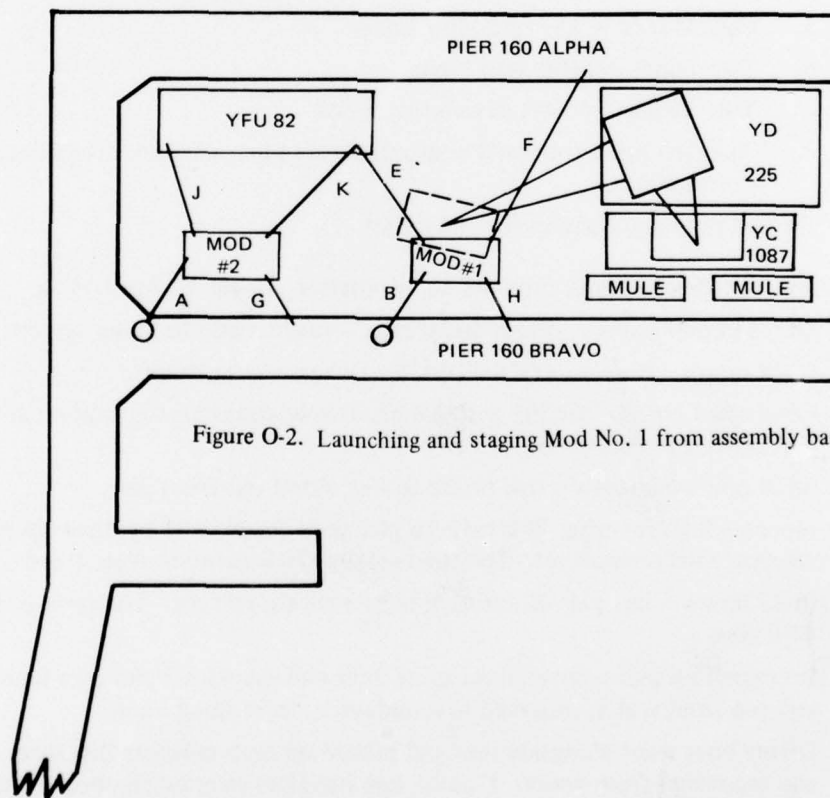 PIER 160 ALPHA
YFU 82
E
F
YD
225
J
K
MOD
#2
MOD #1
YC
1087
A
G
B
H
MULE
MULE
PIER 160 BRAVO
Figure O-2. Launching and staging Mod No. 1 from assembly ba